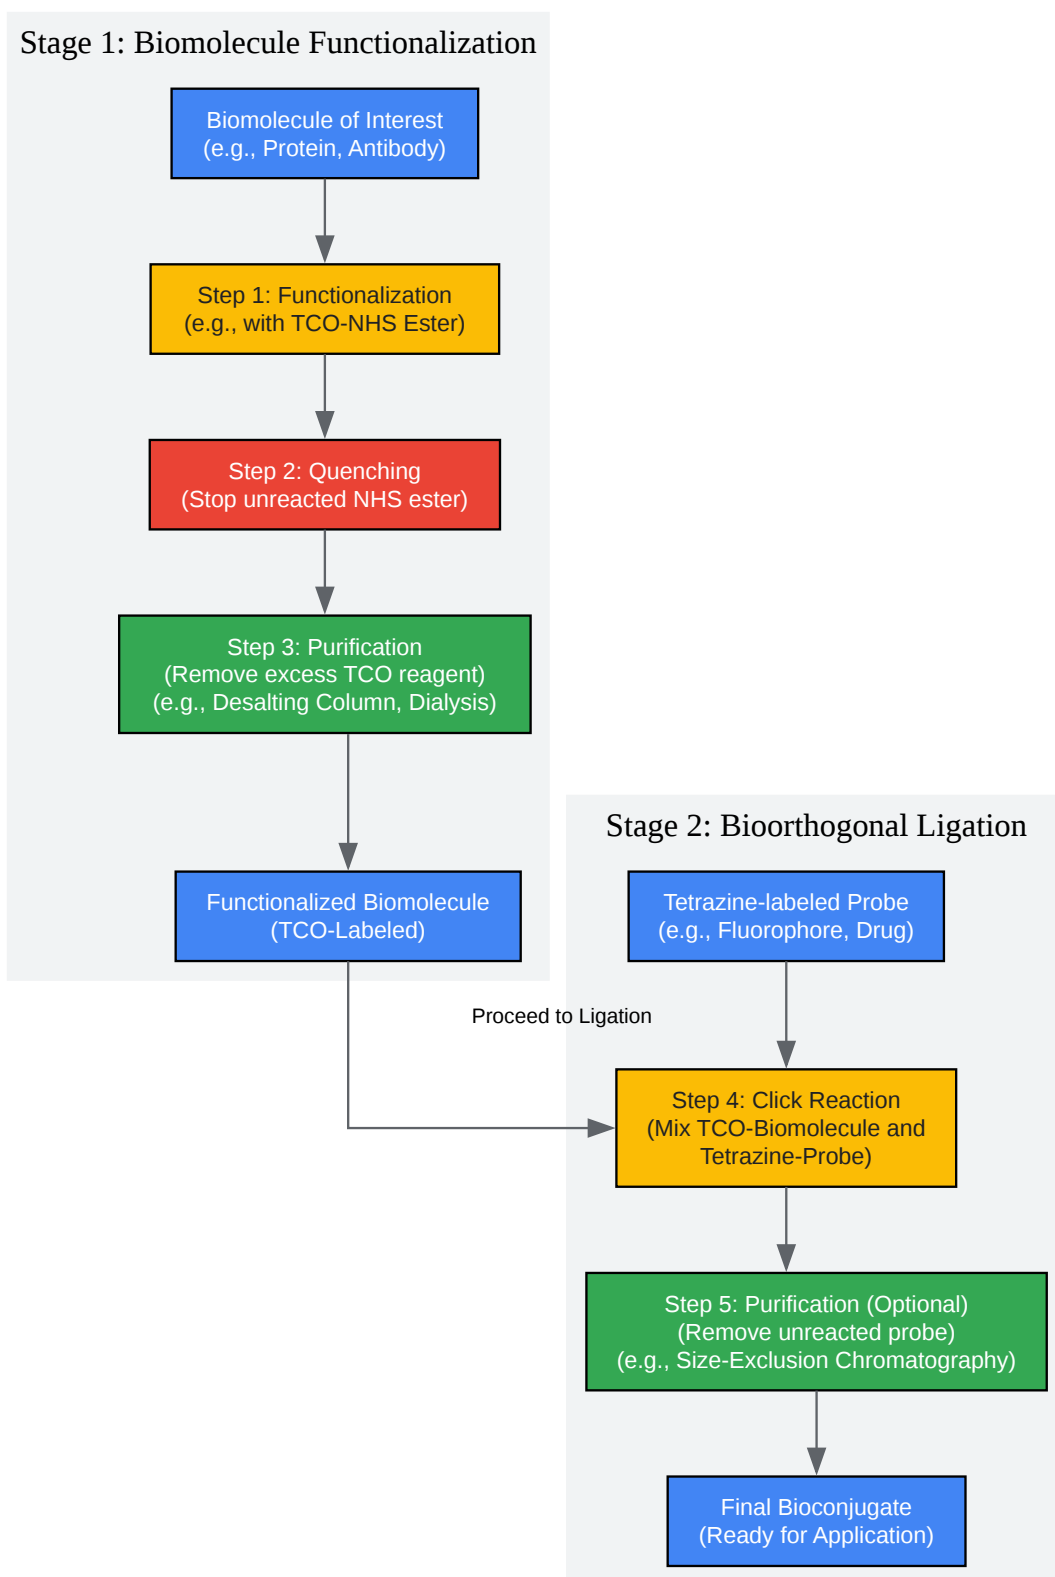 Stage 1: Biomolecule Functionalization
Biomolecule of Interest
(e.g., Protein, Antibody)
Step 1: Functionalization
(e.g., with TCO-NHS Ester)
Step 2: Quenching
(Stop unreacted NHS ester)
Step 3: Purification
(Remove excess TCO reagent)
(e.g., Desalting Column, Dialysis)
Functionalized Biomolecule
(TCO-Labeled)
Proceed to Ligation
Stage 2: Bioorthogonal Ligation
Tetrazine-labeled Probe
(e.g., Fluorophore, Drug)
Step 4: Click Reaction
(Mix TCO-Biomolecule and
Tetrazine-Probe)
Step 5: Purification (Optional)
(Remove unreacted probe)
(e.g., Size-Exclusion Chromatography)
Final Bioconjugate
(Ready for Application)